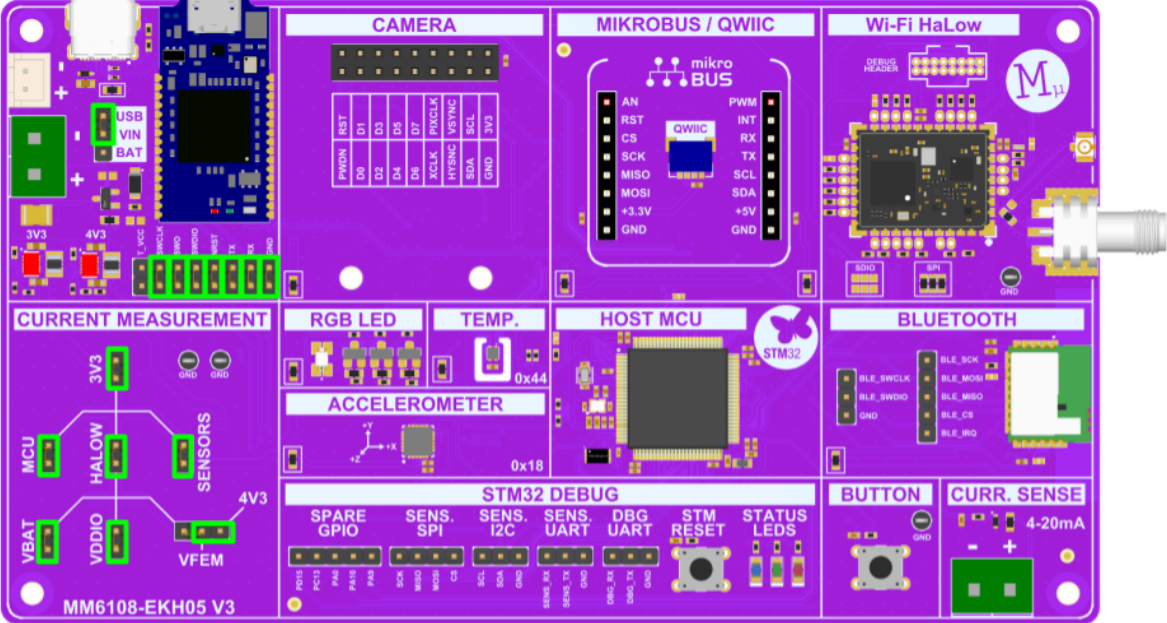 CAMERA
MIKROBUS / QWIIC
Wi-Fi HaLow
USB
VIN
BAT
3V3
4V3
T_VCC
SWCLK
SWO
SWDIO
NRST
TX
RX
GND
RST D1 D3 D5 D7 PIXCLK VSYNC SCL 3V3
PWDN D0 D2 D4 D6 XCLK HYSNC SDA GND
mikro
BUS
QWIIC
AN
RST
CS
SCK
MISO
MOSI
+3.3V
GND
PWM
INT
RX
TX
SCL
SDA
+5V
GND
DEBUG
HEADER
Mμ
SDIO
SPI
GND
CURRENT MEASUREMENT
3V3
GND
GND
MCU
HALOW
SENSORS
4V3
VBAT
VDDIO
VFEM
MM6108-EKH05 V3
RGB LED
TEMP.
0x44
ACCELEROMETER
+Y
+X
+Z
0x18
HOST MCU
STM32
BLUETOOTH
BLE_SWCLK
BLE_SWDIO
GND
BLE_SCK
BLE_MOSI
BLE_MISO
BLE_CS
BLE_IRQ
STM32 DEBUG
SPARE
GPIO
PD15
PC13
PA0
PA10
PA9
SENS.
SPI
SCK
MISO
MOSI
CS
SENS.
I2C
SCL
SDA
GND
SENS.
UART
SENS_RX
SENS_TX
GND
DBG
UART
DBG_RX
DBG_TX
GND
STM
RESET
STATUS
LEDS
BUTTON
GND
CURR. SENSE
4-20mA
- +